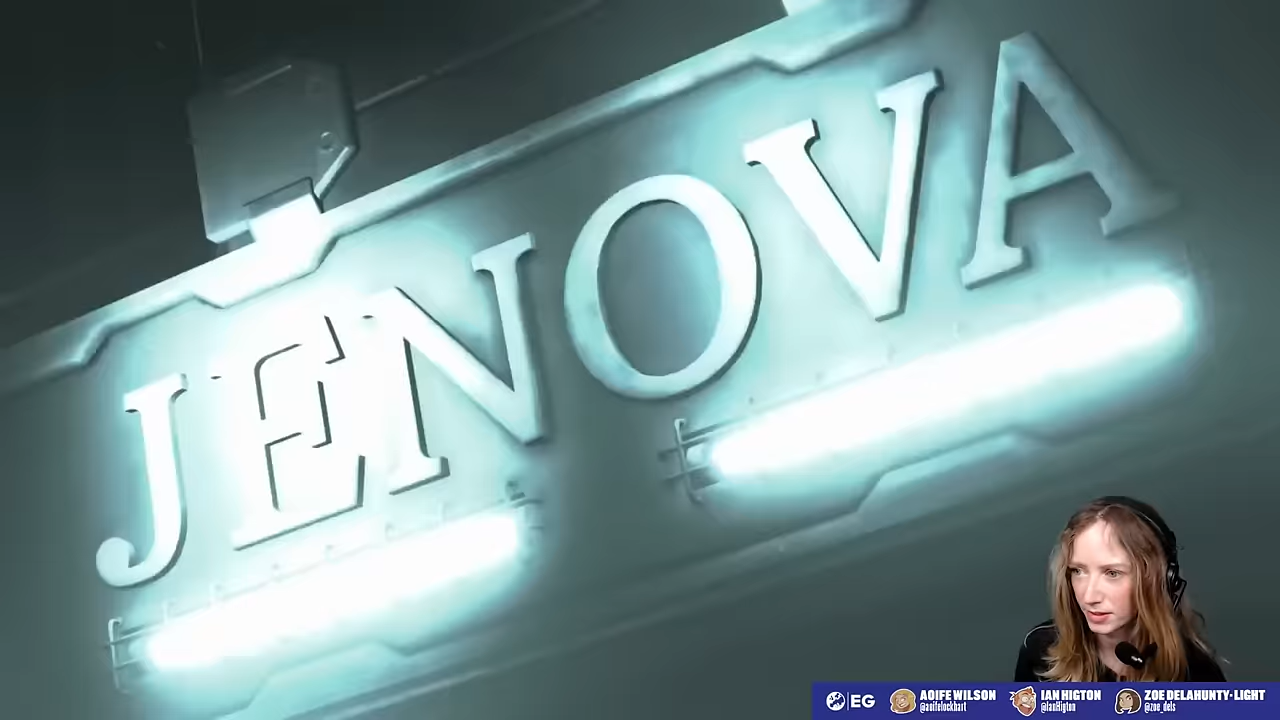 JENOVA
EG
AOIFE WILSON
@aoifelockhart
IAN HIGTON
@IanHigton
ZOE DELAHUNTY-LIGHT
@zoe_dels